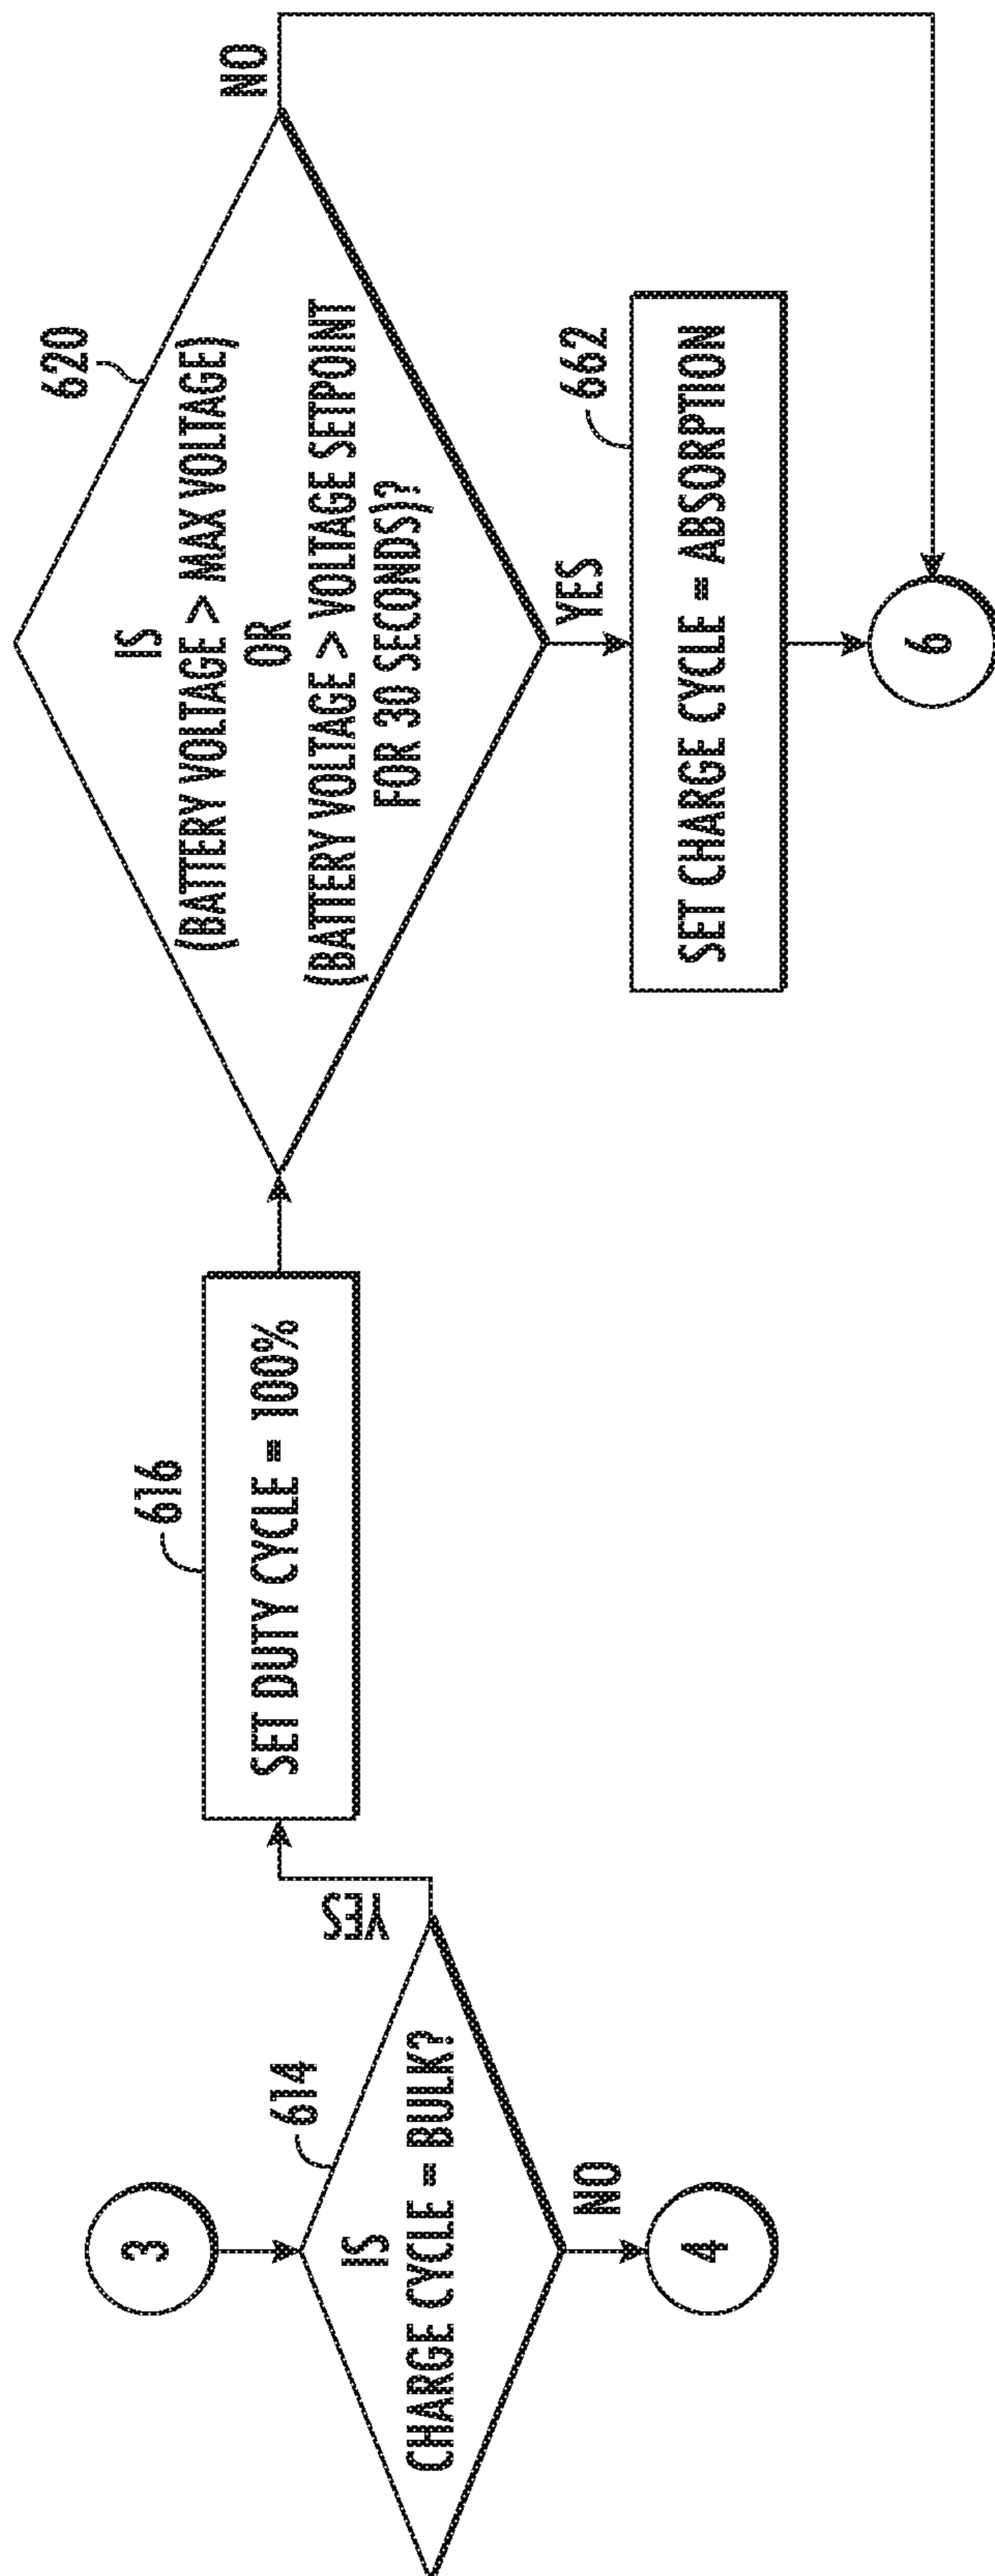 3
614
IS
CHARGE CYCLE = BULK?
YES
NO
4
616
SET DUTY CYCLE = 100%
620
IS
(BATTERY VOLTAGE > MAX VOLTAGE)
OR
(BATTERY VOLTAGE > VOLTAGE SETPOINT
FOR 30 SECONDS)?
NO
YES
662
SET CHARGE CYCLE = ABSORPTION
6